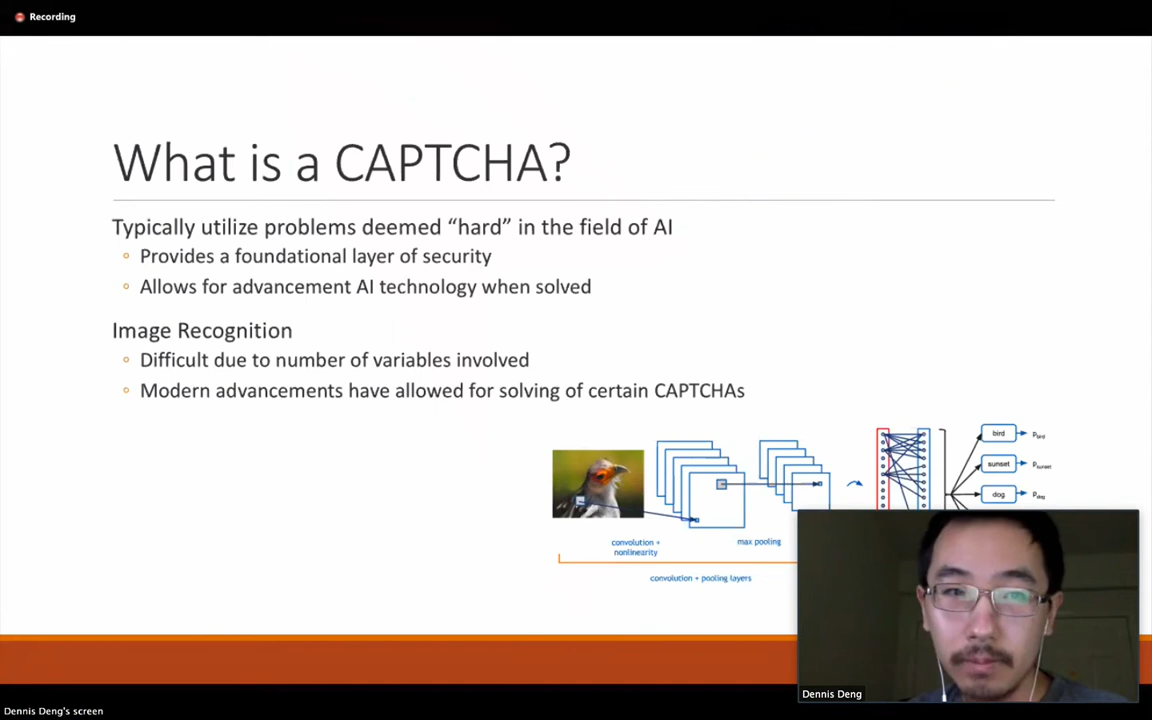 Recording
What is a CAPTCHA?
Typically utilize problems deemed “hard” in the field of AI
Provides a foundational layer of security
Allows for advancement AI technology when solved
Image Recognition
Difficult due to number of variables involved
Modern advancements have allowed for solving of certain CAPTCHAs
bird
p bird
sunset
p sunset
dog
p dog
convolution +
nonlinearity
max pooling
convolution + pooling layers
Dennis Deng
Dennis Deng's screen